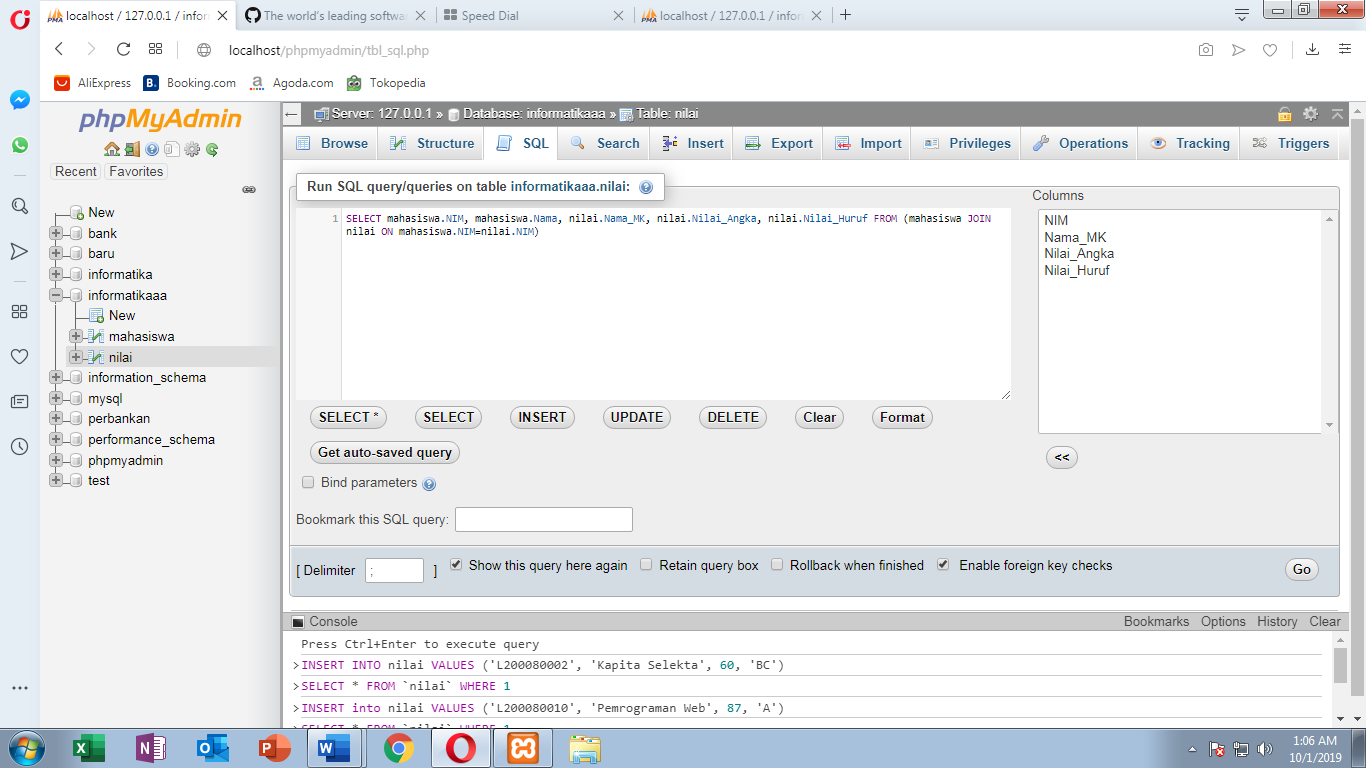 localhost / 127.0.0.1 / infor
The world's leading softwa
Speed Dial
localhost / 127.0.0.1 / infor
localhost/phpmyadmin/tbl_sql.php
AliExpress
B. Booking.com
a Agoda.com
Tokopedia
phpMyAdmin
Recent Favorites
New
bank
baru
informatika
informatikaaa
New
mahasiswa
nilai
information_schema
mysql
perbankan
performance_schema
phpmyadmin
test
Server: 127.0.0.1 » Database: informatikaaa » Table: nilai
Browse Structure SQL Search Insert Export Import Privileges Operations Tracking Triggers
Run SQL query/queries on table informatikaaa.nilai:
1 SELECT mahasiswa.NIM, mahasiswa.Nama, nilai.Nama_MK, nilai.Nilai_Angka, nilai.Nilai_Huruf FROM (mahasiswa JOIN
nilai ON mahasiswa.NIM=nilai.NIM)
Columns
NIM
Nama_MK
Nilai_Angka
Nilai_Huruf
<<
SELECT * SELECT INSERT UPDATE DELETE Clear Format
Get auto-saved query
Bind parameters
Bookmark this SQL query:
[ Delimiter ; ] Show this query here again Retain query box Rollback when finished Enable foreign key checks Go
Console Bookmarks Options History Clear
Press Ctrl+Enter to execute query
>INSERT INTO nilai VALUES ('L200080002', 'Kapita Selekta', 60, 'BC')
>SELECT * FROM `nilai` WHERE 1
>INSERT into nilai VALUES ('L200080010', 'Pemrograman Web', 87, 'A')
>SELECT * FROM `nilai` WHERE 1
1:06 AM
10/1/2019